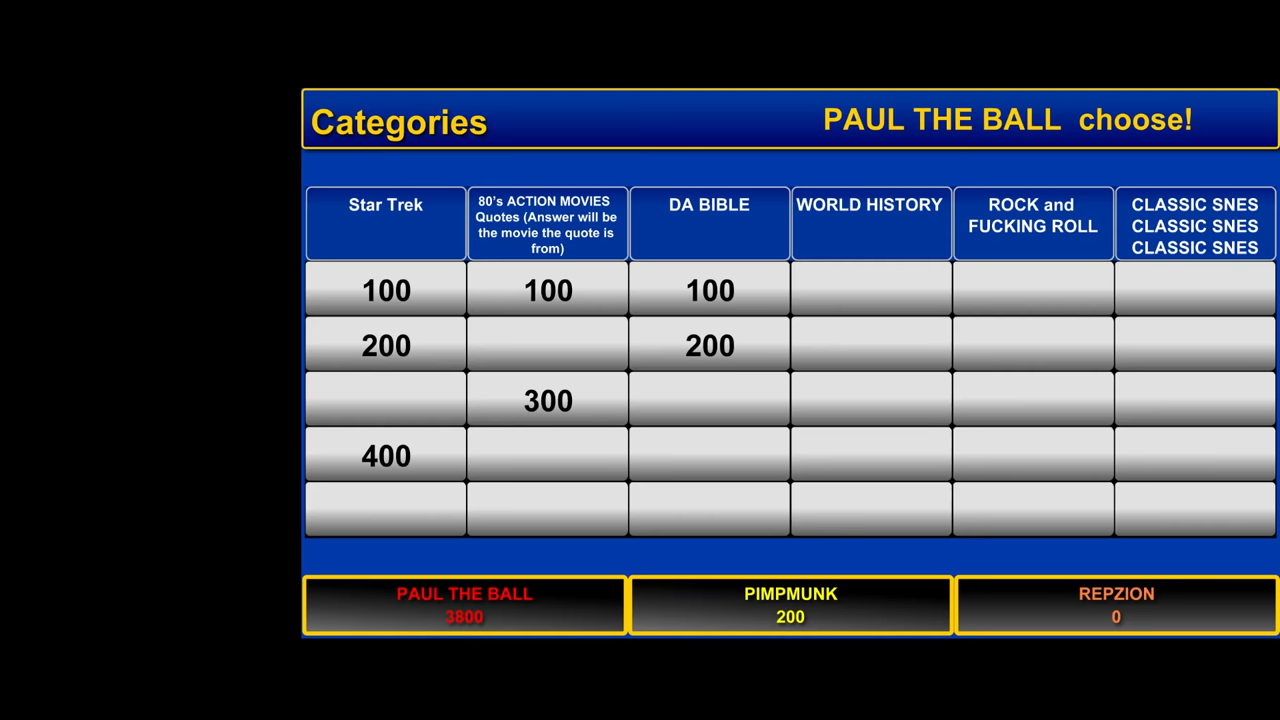 Categories
PAUL THE BALL choose!
Star Trek
80's ACTION MOVIES
Quotes (Answer will be
the movie the quote is
from)
DA BIBLE
WORLD HISTORY
ROCK and
FUCKING ROLL
CLASSIC SNES
CLASSIC SNES
CLASSIC SNES
100 100 100
200 200
300
400
PAUL THE BALL
3800
PIMPMUNK
200
REPZION
0